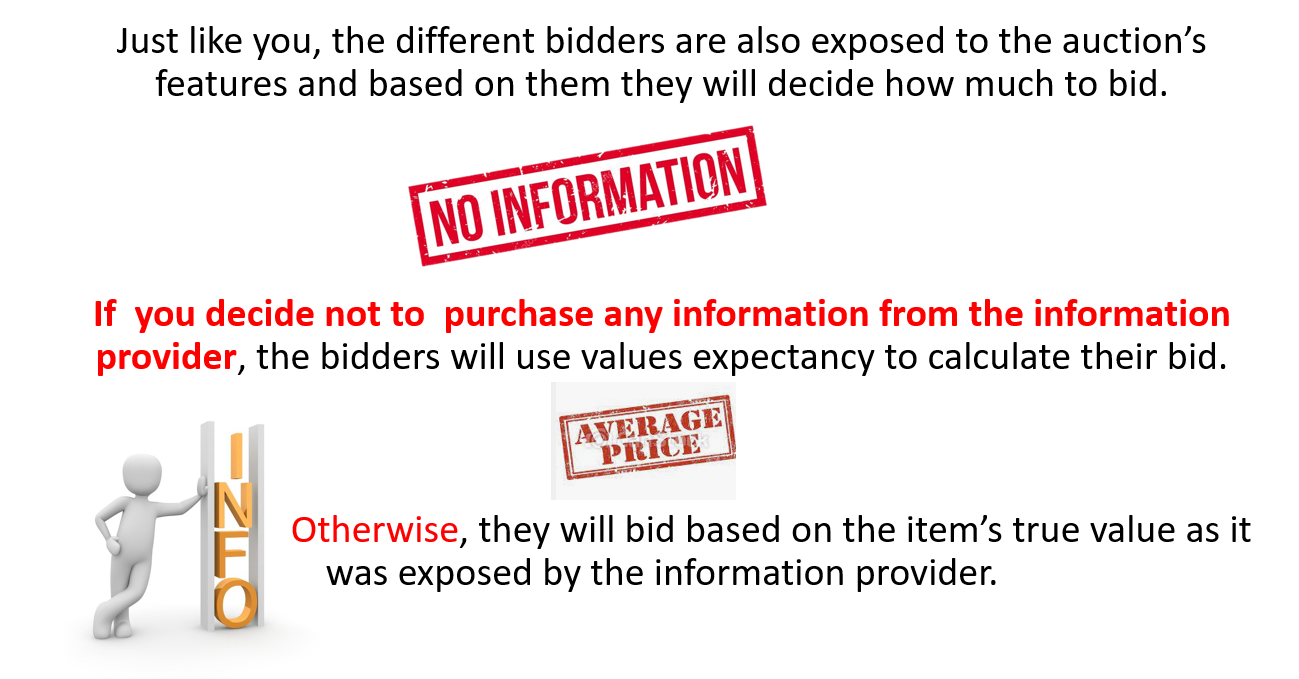 Just like you, the different bidders are also exposed to the auction’s
features and based on them they will decide how much to bid.
NO INFORMATION
If  you decide not to  purchase any information from the information
provider, the bidders will use values expectancy to calculate their bid.
AVERAGE
PRICE
INFO
Otherwise, they will bid based on the item’s true value as it
was exposed by the information provider.